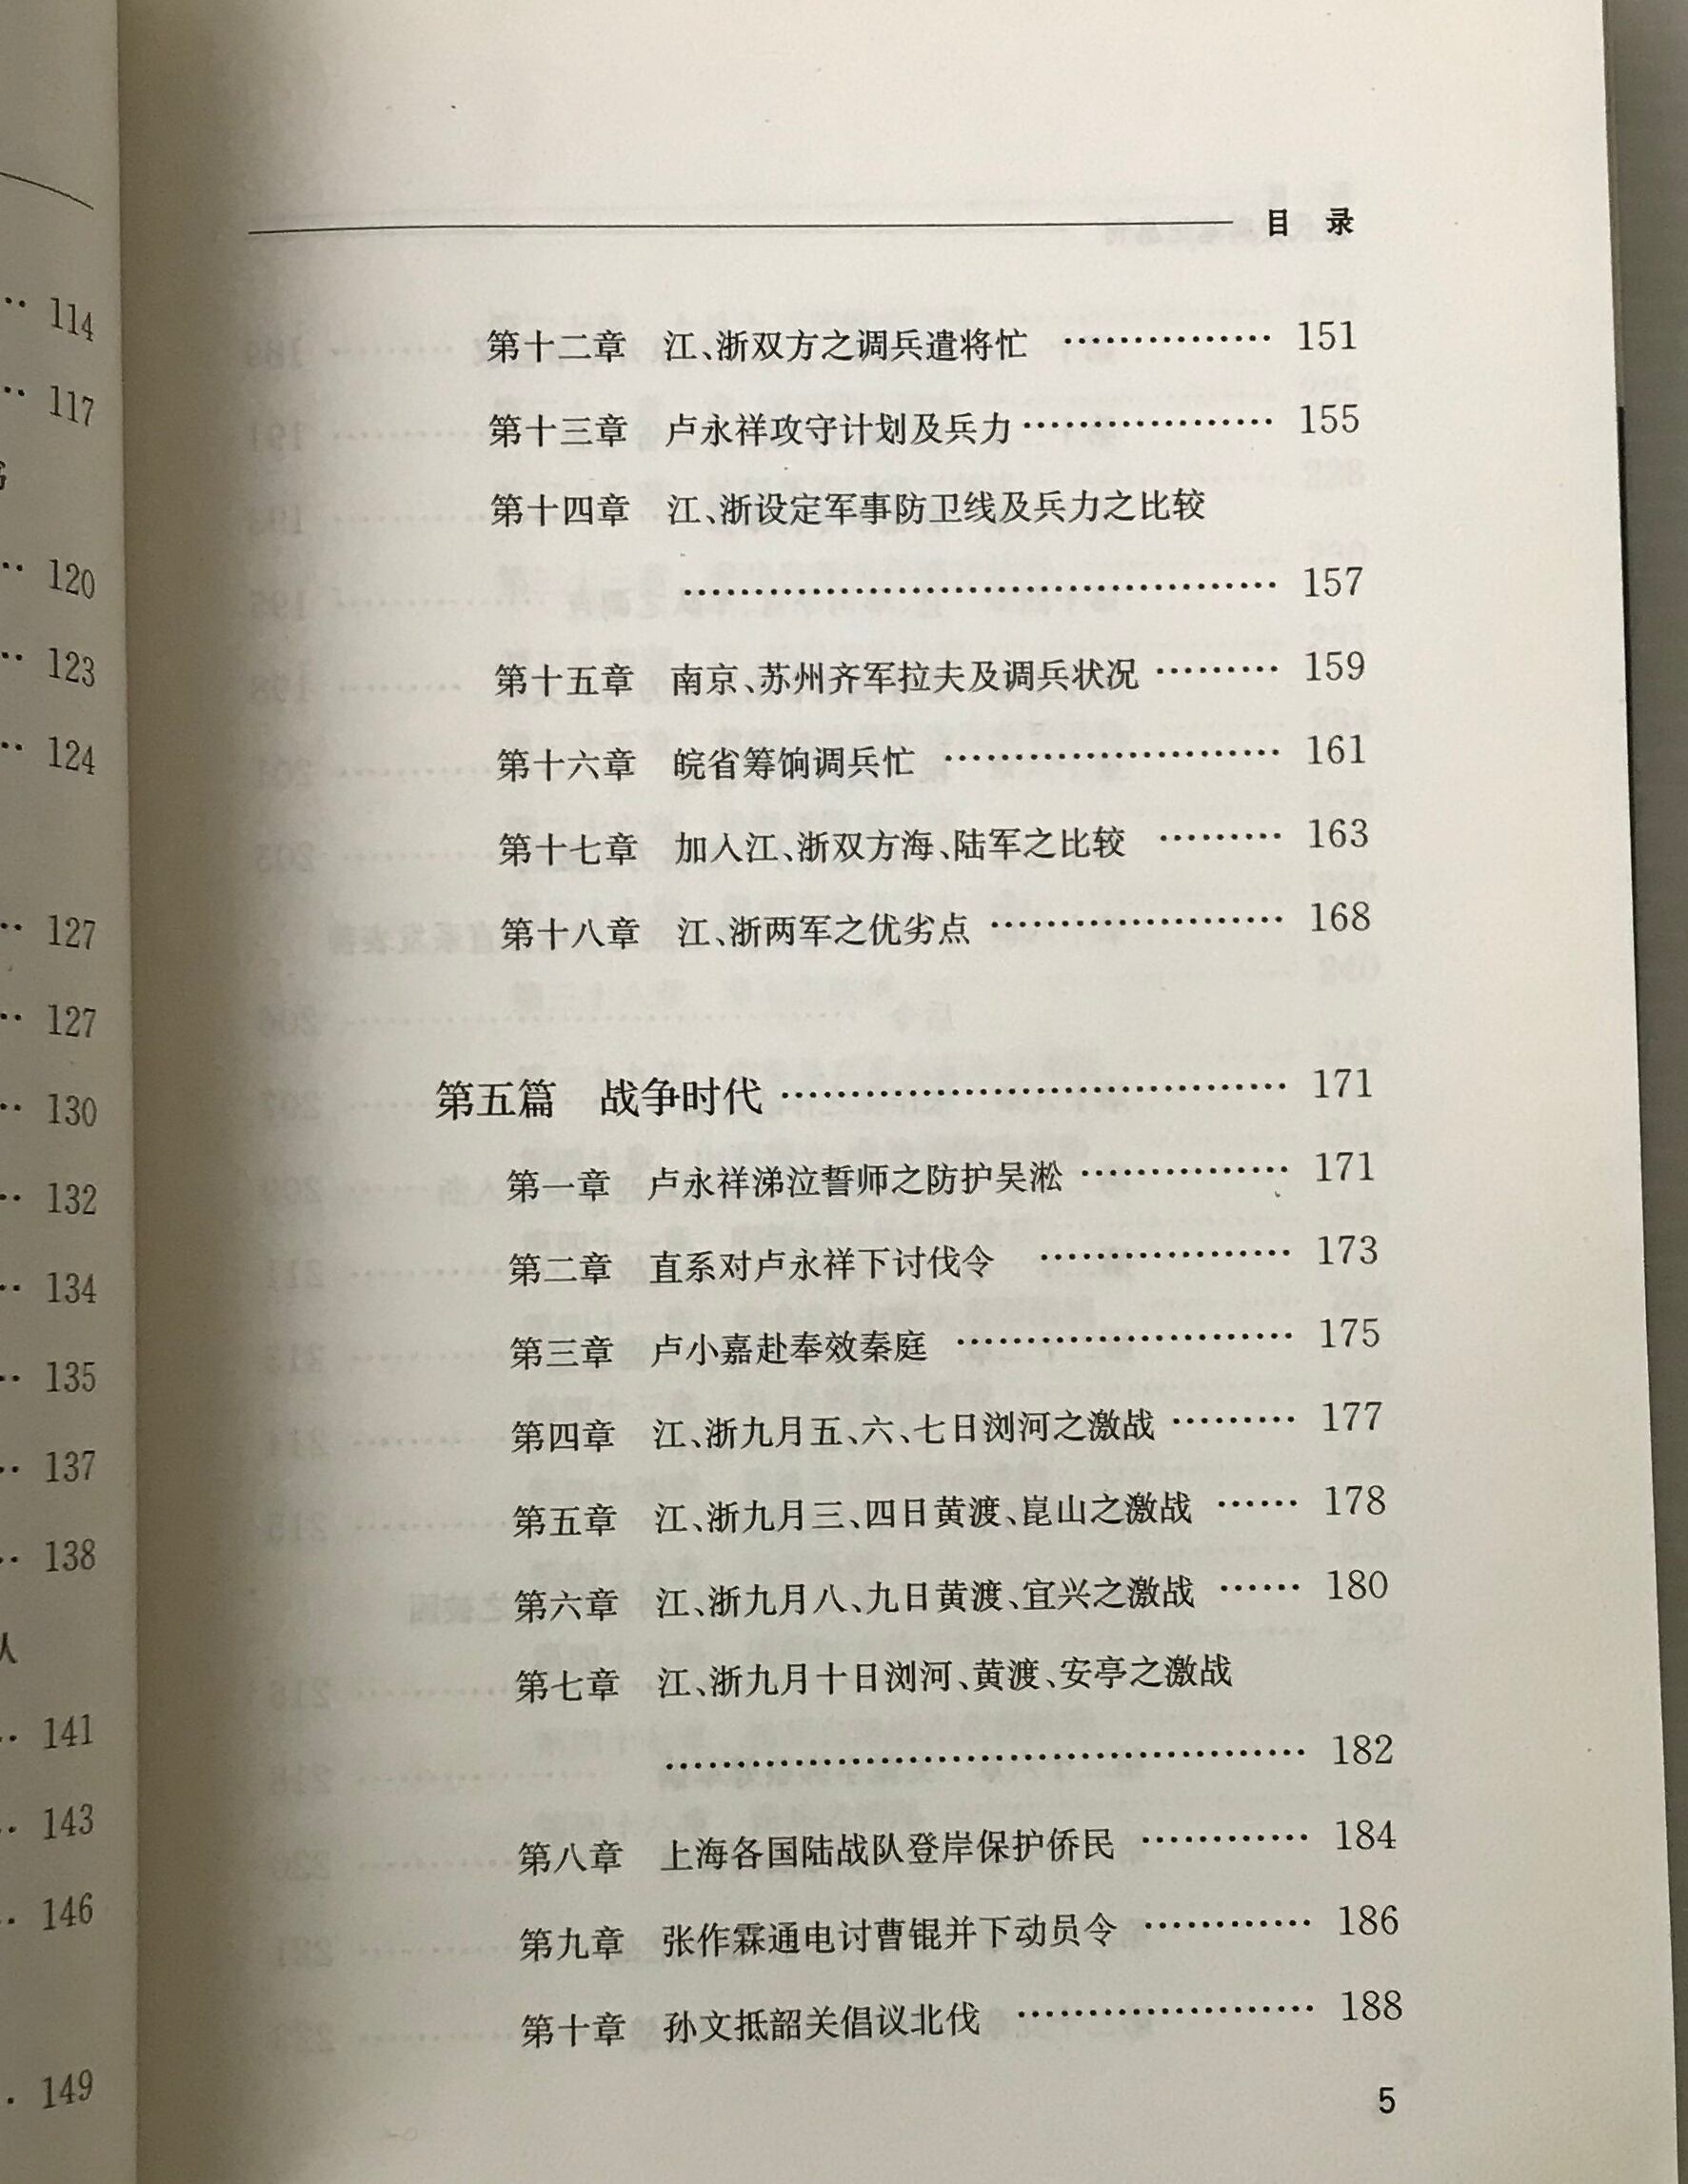 114
117
120
123
124
127
127
130
132
134
135
137
138
人
141
143
146
149
目 录
第十二章 江、浙双方之调兵遣将忙 …………… 151
第十三章 卢永祥攻守计划及兵力 ……………… 155
第十四章 江、浙设定军事防卫线及兵力之比较
…………………………………… 157
第十五章 南京、苏州齐军拉夫及调兵状况 ……… 159
第十六章 皖省筹饷调兵忙 …………………… 161
第十七章 加入江、浙双方海、陆军之比较 ……… 163
第十八章 江、浙两军之优劣点 ………………… 168
第五篇 战争时代 ……………………………… 171
第一章 卢永祥涕泣誓师之防护吴淞 …………… 171
第二章 直系对卢永祥下讨伐令 ……………… 173
第三章 卢小嘉赴奉效秦庭 …………………… 175
第四章 江、浙九月五、六、七日浏河之激战 ……… 177
第五章 江、浙九月三、四日黄渡、崑山之激战 …… 178
第六章 江、浙九月八、九日黄渡、宜兴之激战 …… 180
第七章 江、浙九月十日浏河、黄渡、安亭之激战
……………………………………… 182
第八章 上海各国陆战队登岸保护侨民 ………… 184
第九章 张作霖通电讨曹锟并下动员令 ………… 186
第十章 孙文抵韶关倡议北伐 ………………… 188
5